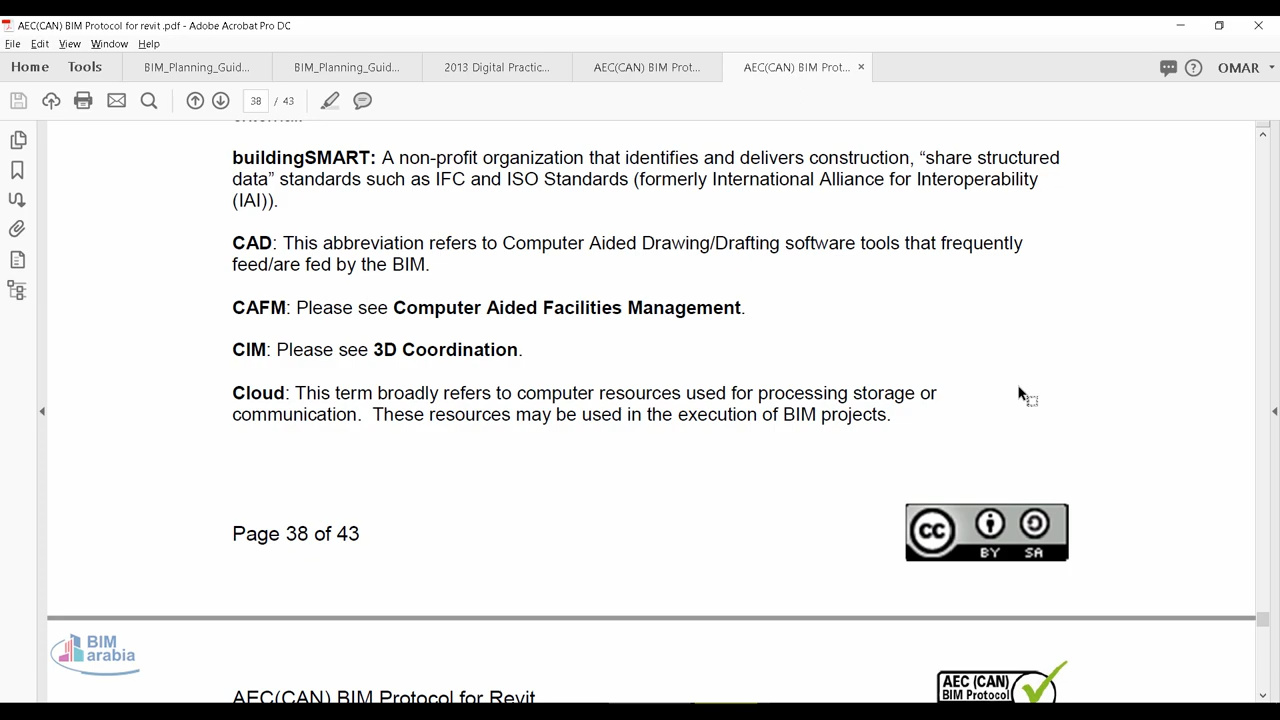 AEC(CAN) BIM Protocol for revit .pdf - Adobe Acrobat Pro DC
File Edit View Window Help
Home Tools BIM_Planning_Guid... BIM_Planning_Guid... 2013 Digital Practic... AEC(CAN) BIM Prot... AEC(CAN) BIM Prot... × OMAR
38 / 43
buildingSMART: A non-profit organization that identifies and delivers construction, “share structured
data” standards such as IFC and ISO Standards (formerly International Alliance for Interoperability
(IAI)).
CAD: This abbreviation refers to Computer Aided Drawing/Drafting software tools that frequently
feed/are fed by the BIM.
CAFM: Please see Computer Aided Facilities Management.
CIM: Please see 3D Coordination.
Cloud: This term broadly refers to computer resources used for processing storage or
communication. These resources may be used in the execution of BIM projects.
Page 38 of 43
cc BY SA
BIM
arabia
AEC(CAN) BIM Protocol for Revit
AEC (CAN)
BIM Protocol